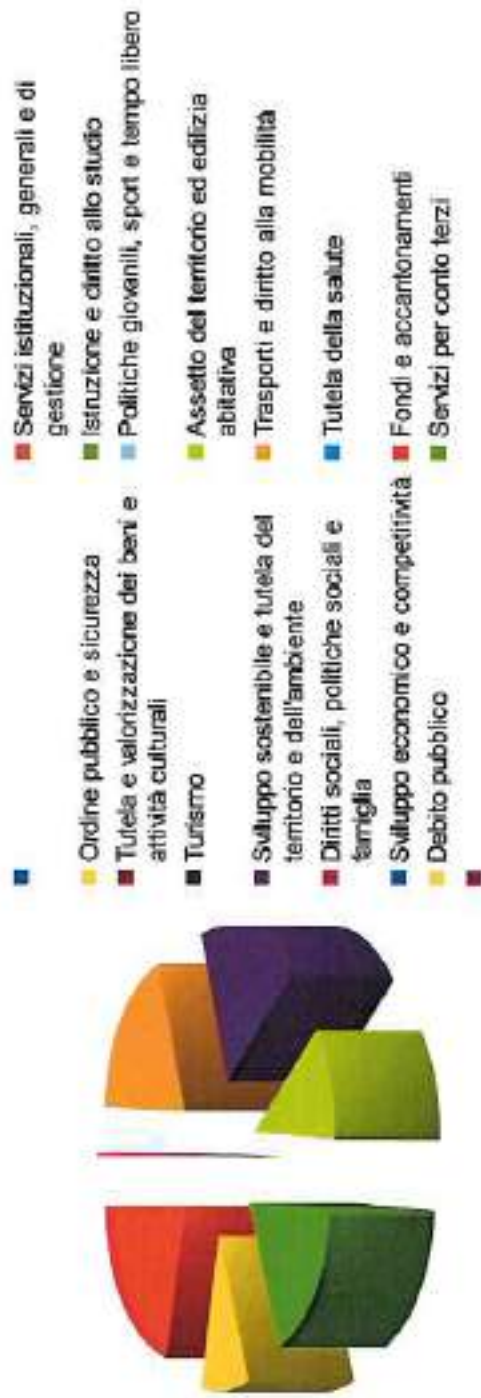 Servizi istituzionali, generali e di
gestione
Ordine pubblico e sicurezza
Istruzione e diritto allo studio
Tutela e valorizzazione dei beni e
attività culturali
Politiche giovanili, sport e tempo libero
Turismo
Assetto del territorio ed edilizia
abitativa
Sviluppo sostenibile e tutela del
territorio e dell'ambiente
Trasporti e diritto alla mobilità
Diritti sociali, politiche sociali e
famiglia
Tutela della salute
Sviluppo economico e competitività
Fondi e accantonamenti
Debito pubblico
Servizi per conto terzi